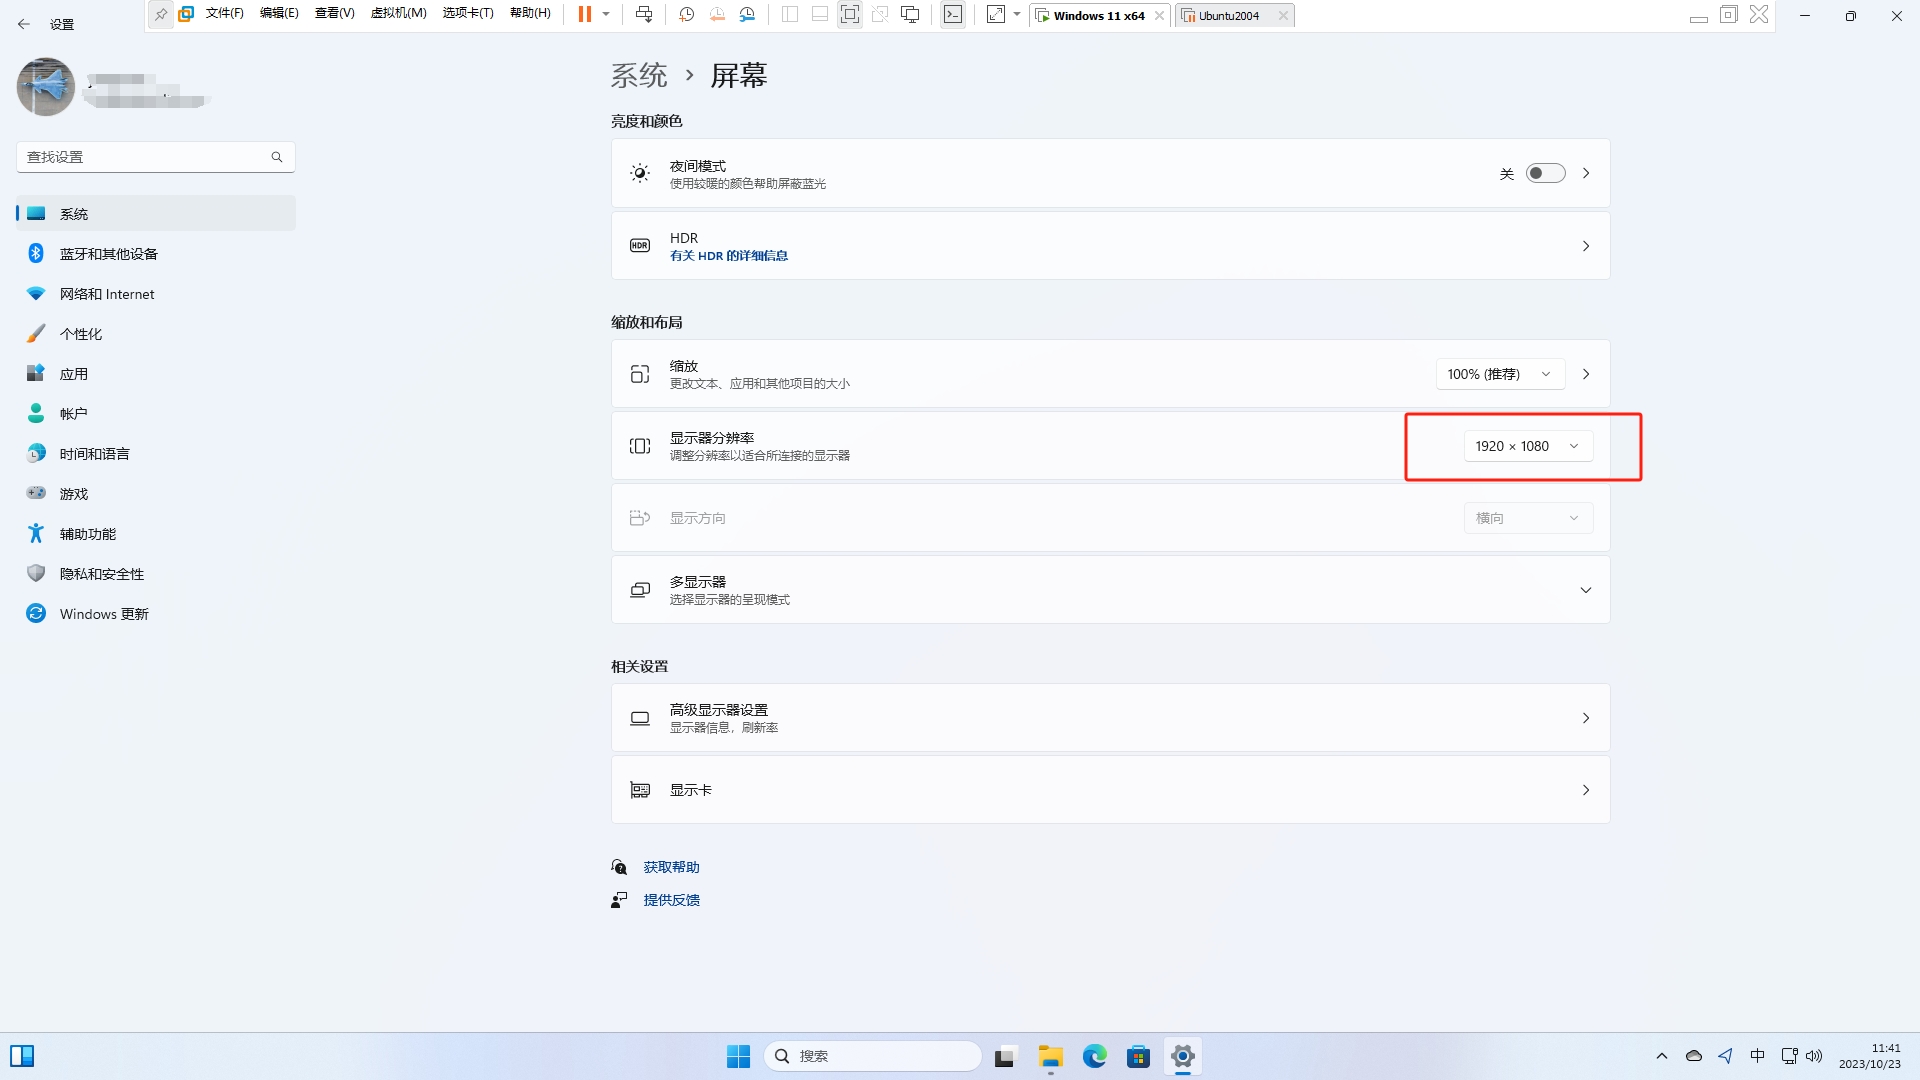 设置
文件(F) 编辑(E) 查看(V) 虚拟机(M) 选项卡(T) 帮助(H) Windows 11 x64 Ubuntu2004
查找设置
系统
蓝牙和其他设备
网络和 Internet
个性化
应用
帐户
时间和语言
游戏
辅助功能
隐私和安全性
Windows 更新
系统 › 屏幕
亮度和颜色
夜间模式
使用较暖的颜色帮助屏蔽蓝光
关
HDR
HDR
有关 HDR 的详细信息
缩放和布局
缩放
更改文本、应用和其他项目的大小
100% (推荐)
显示器分辨率
调整分辨率以适合所连接的显示器
1920 × 1080
显示方向
横向
多显示器
选择显示器的呈现模式
相关设置
高级显示器设置
显示器信息，刷新率
显示卡
获取帮助
提供反馈
搜索
中
11:41
2023/10/23